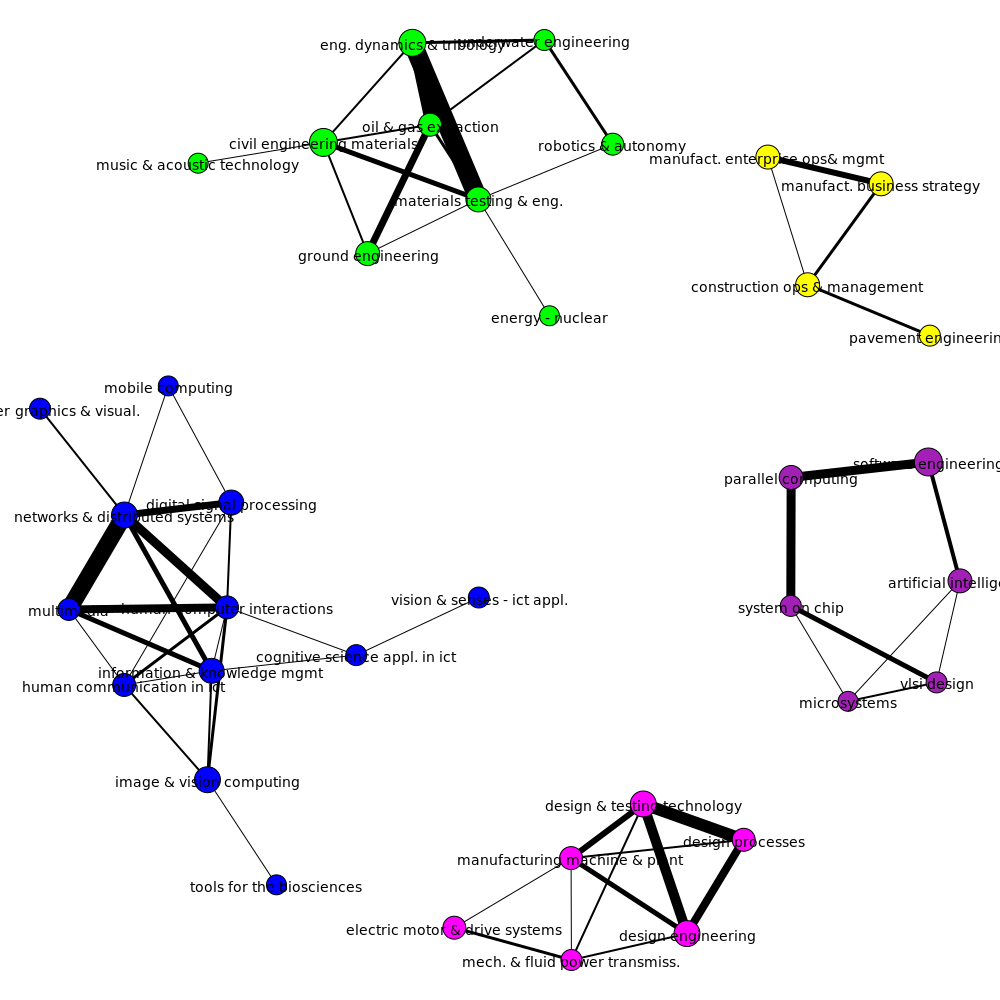 eng. dynamics & tribology
underwater engineering
oil & gas extraction
civil engineering materials
robotics & autonomy
music & acoustic technology
manufact. enterprise ops& mgmt
manufact. business strategy
materials testing & eng.
ground engineering
construction ops & management
energy - nuclear
pavement engineerin
mobile computing
er graphics & visual.
software engineering
parallel computing
digital signal processing
networks & distributed systems
artificial intellige
vision & senses - ict appl.
system on chip
multimedia
human computer interactions
cognitive science appl. in ict
information & knowledge mgmt
human communication in ict
vlsi design
microsystems
image & vision computing
design & testing technology
design processes
manufacturing machine & plant
tools for the biosciences
electric motor & drive systems
design engineering
mech. & fluid power transmiss.